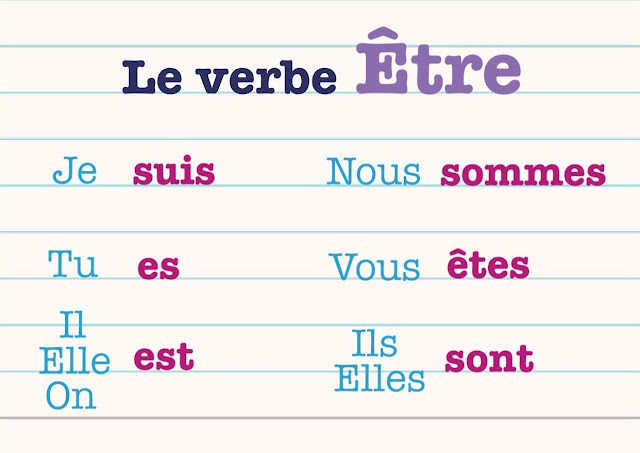 Le verbe Être
Je suis
Nous sommes
Tu es
Vous êtes
Il
Elle est
On
Ils
Elles sont